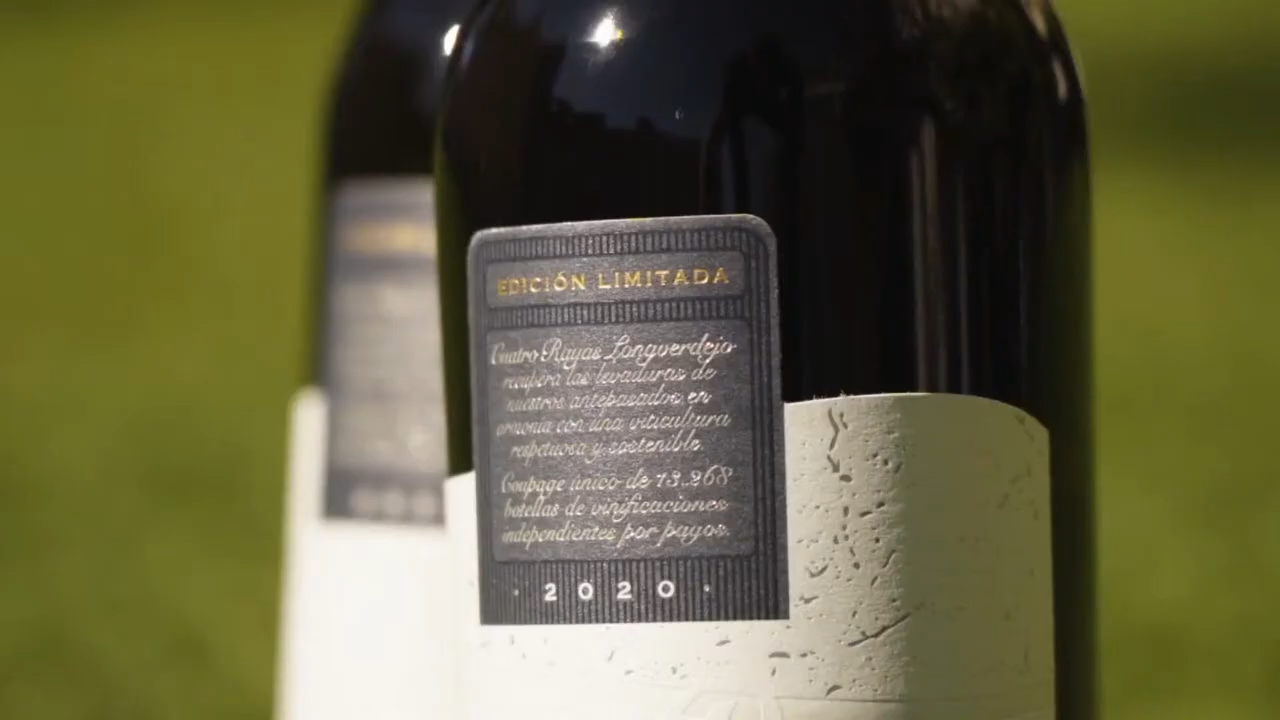 EDICIÓN LIMITADA
Cuatro Rayas Longverdejo
recupera las levaduras de
nuestros antepasados en
armonía con una viticultura
respetuosa y sostenible.
Coupage único de 13.268
botellas de vinificaciones
independientes por pagos.
· 2020 ·